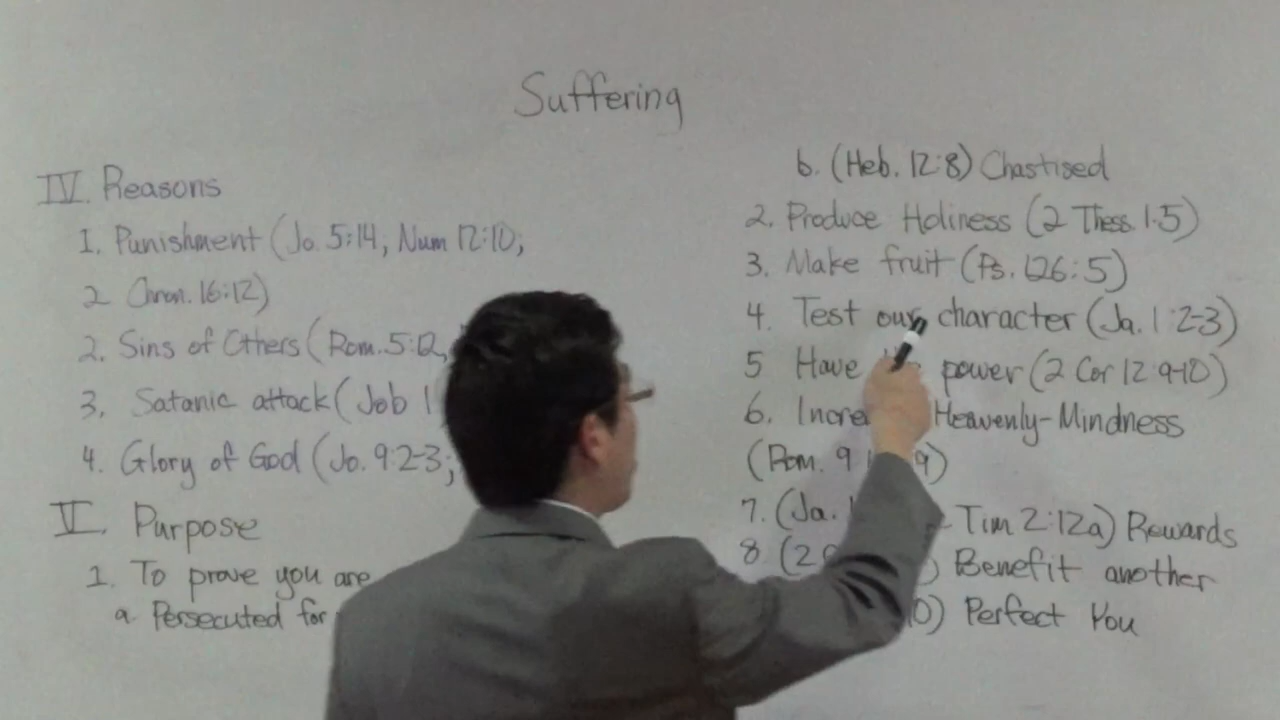 Suffering
IV. Reasons
1. Punishment (Jo. 5:14, Num 12:10;
2 Chron. 16:12)
2. Sins of Others (Rom. 5:12,
3. Satanic attack (Job 1
4. Glory of God (Jo. 9:2-3;
V. Purpose
1. To prove you are
a. Persecuted for
b. (Heb. 12:8) Chastised
2. Produce Holiness (2 Thess. 1:5)
3. Make fruit (Ps. 126:5)
4. Test our character (Ja. 1:2-3)
5 Have power (2 Cor 12:9-10)
6. Heavenly-Mindness
(Rom. 9
7. (Ja. 1 Tim 2:12a) Rewards
8. (2 Benefit another
Perfect You